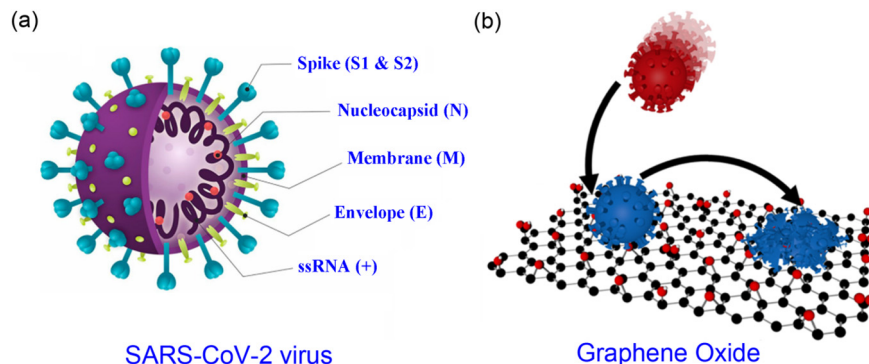 (a)
Spike (S1 & S2)
Nucleocapsid (N)
Membrane (M)
Envelope (E)
ssRNA (+)
SARS-CoV-2 virus
(b)
Graphene Oxide